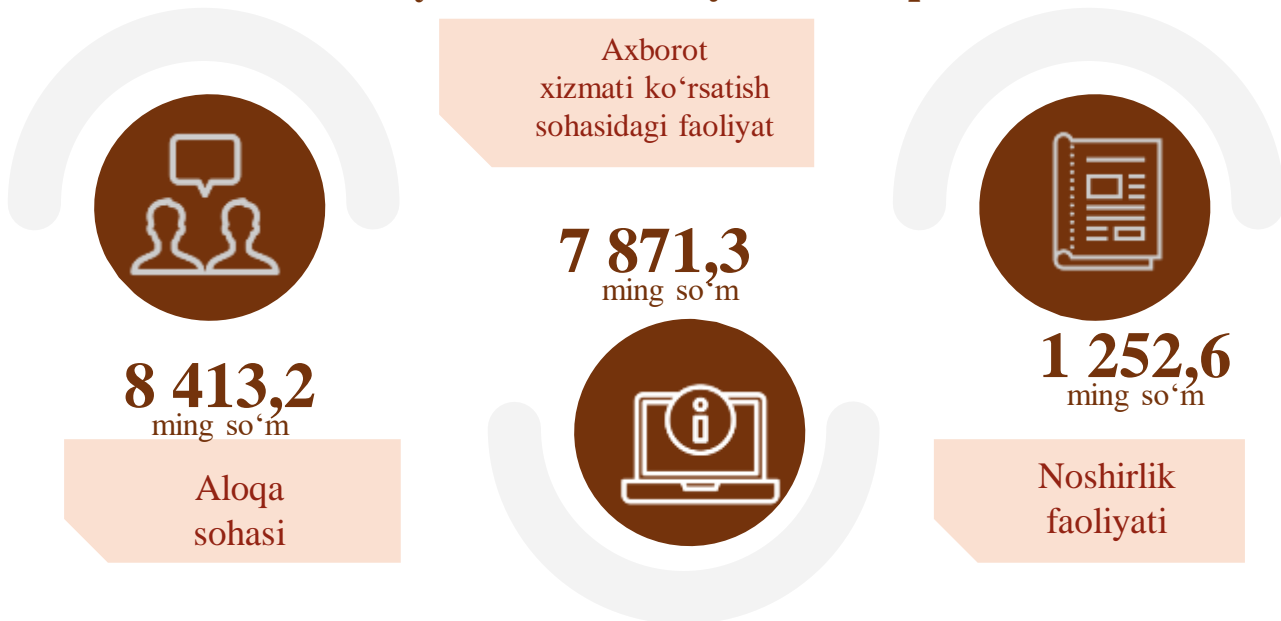 8 413,2
ming so‘m
Aloqa
sohasi
Axborot
xizmati ko‘rsatish
sohasidagi faoliyat
7 871,3
ming so‘m
1 252,6
ming so‘m
Noshirlik
faoliyati